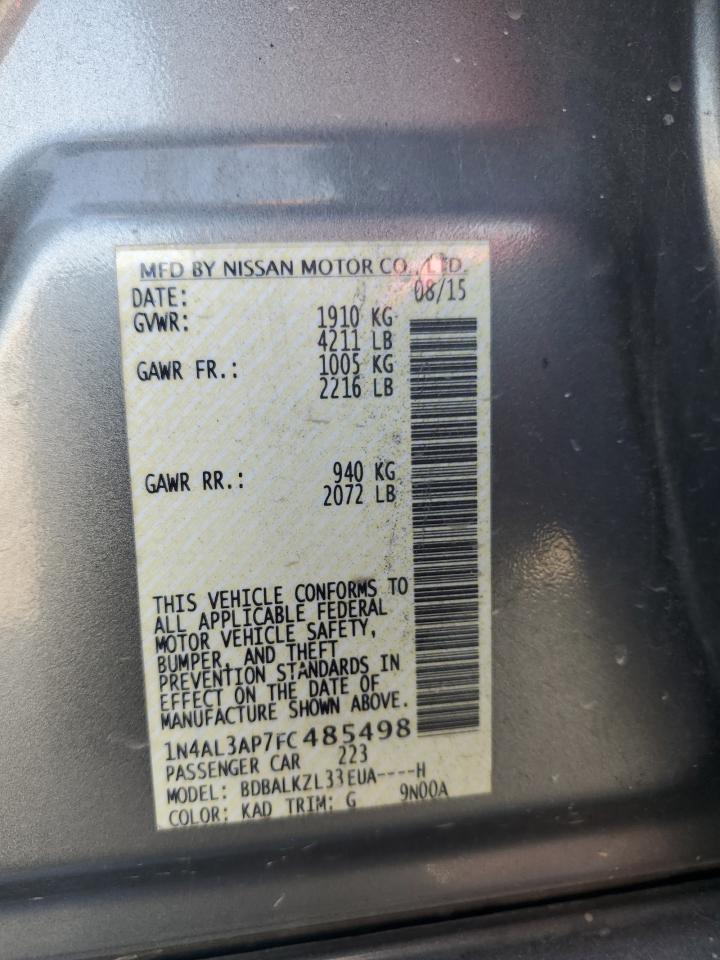 MFD BY NISSAN MOTOR CO., LTD.
DATE: 08/15
GVWR: 1910 KG
4211 LB
GAWR FR.: 1005 KG
2216 LB
GAWR RR.: 940 KG
2072 LB
THIS VEHICLE CONFORMS TO
ALL APPLICABLE FEDERAL
MOTOR VEHICLE SAFETY,
BUMPER, AND THEFT
PREVENTION STANDARDS IN
EFFECT ON THE DATE OF
MANUFACTURE SHOWN ABOVE.
1N4AL3AP7FC485498
PASSENGER CAR 223
MODEL: BDBALKZL33EUA----H
COLOR: KAD TRIM: G 9N00A